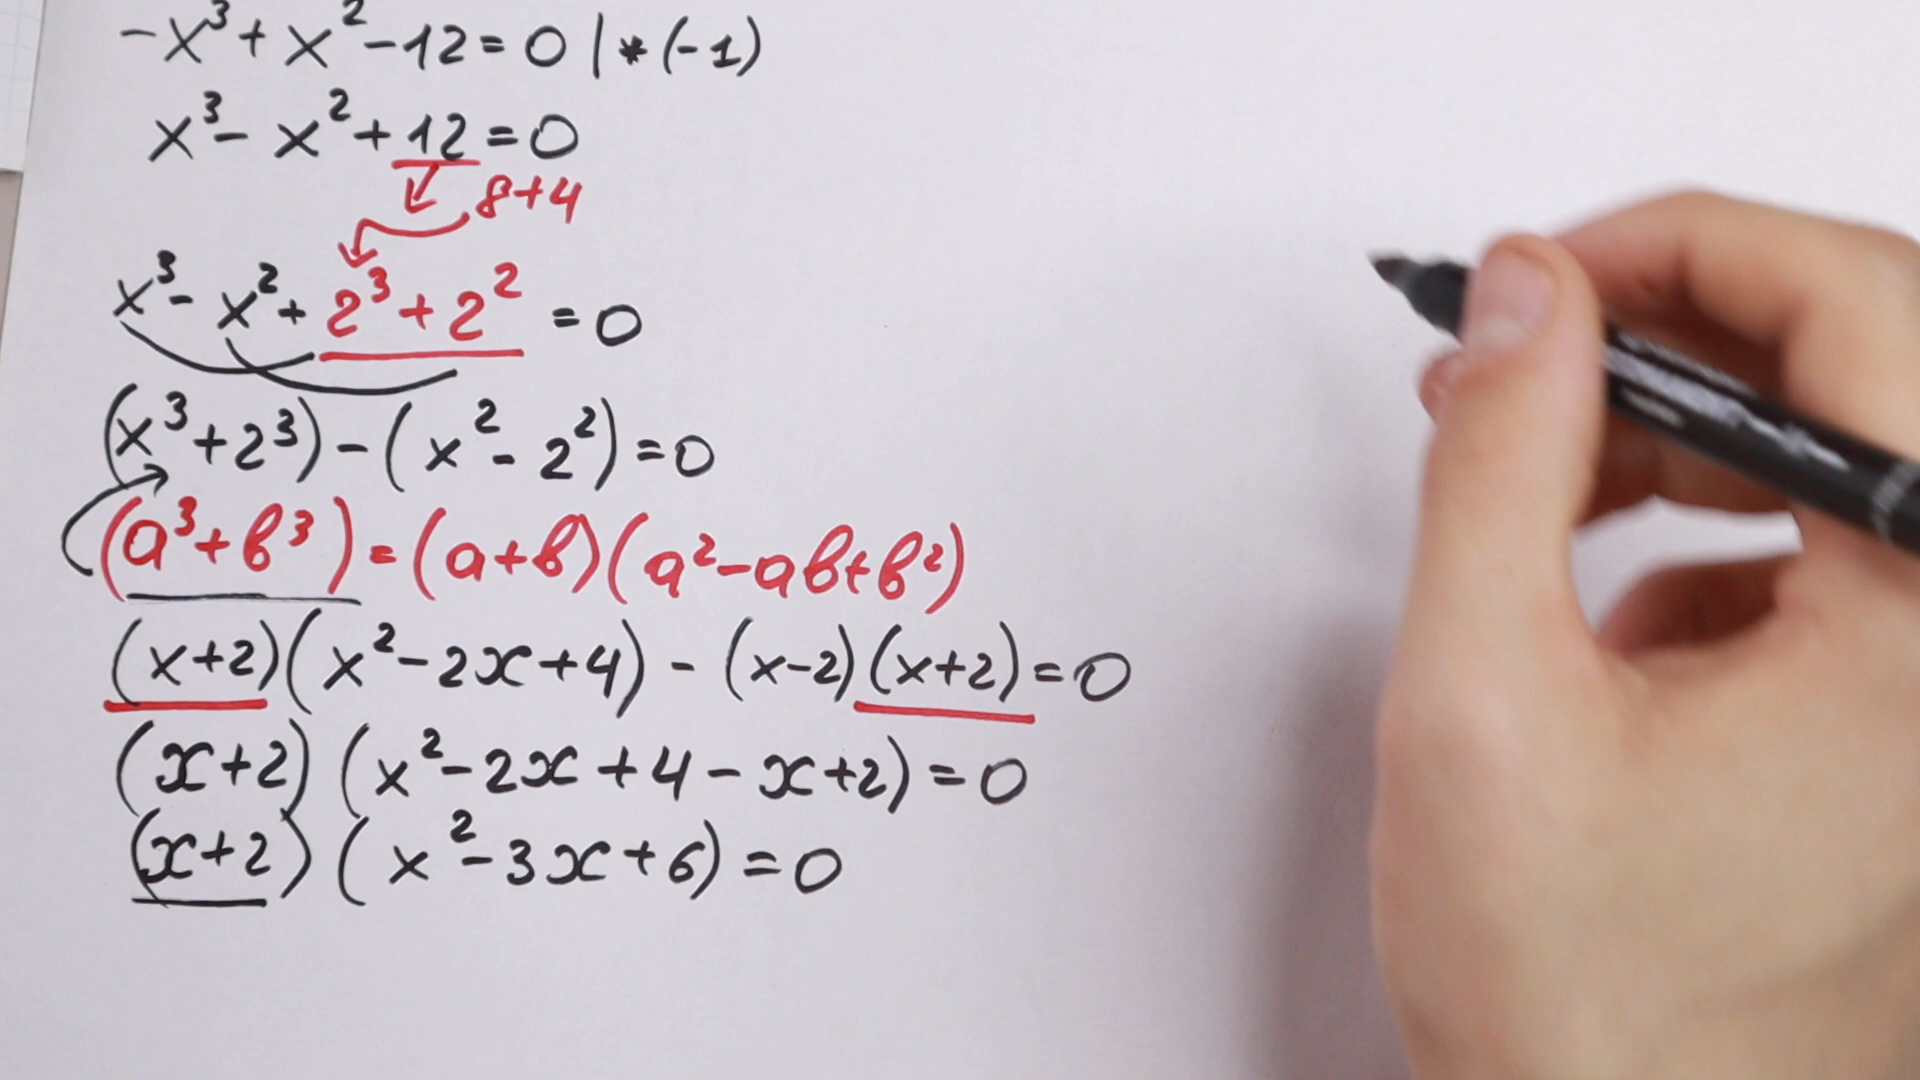 -x³+x²-12=0 |*(-1)
x³-x²+12=0
8+4
x³-x²+2³+2²=0
(x³+2³)-(x²-2²)=0
(a³+b³)=(a+b)(a²-ab+b²)
(x+2)(x²-2x+4)-(x-2)(x+2)=0
(x+2)(x²-2x+4-x+2)=0
(x+2)(x²-3x+6)=0